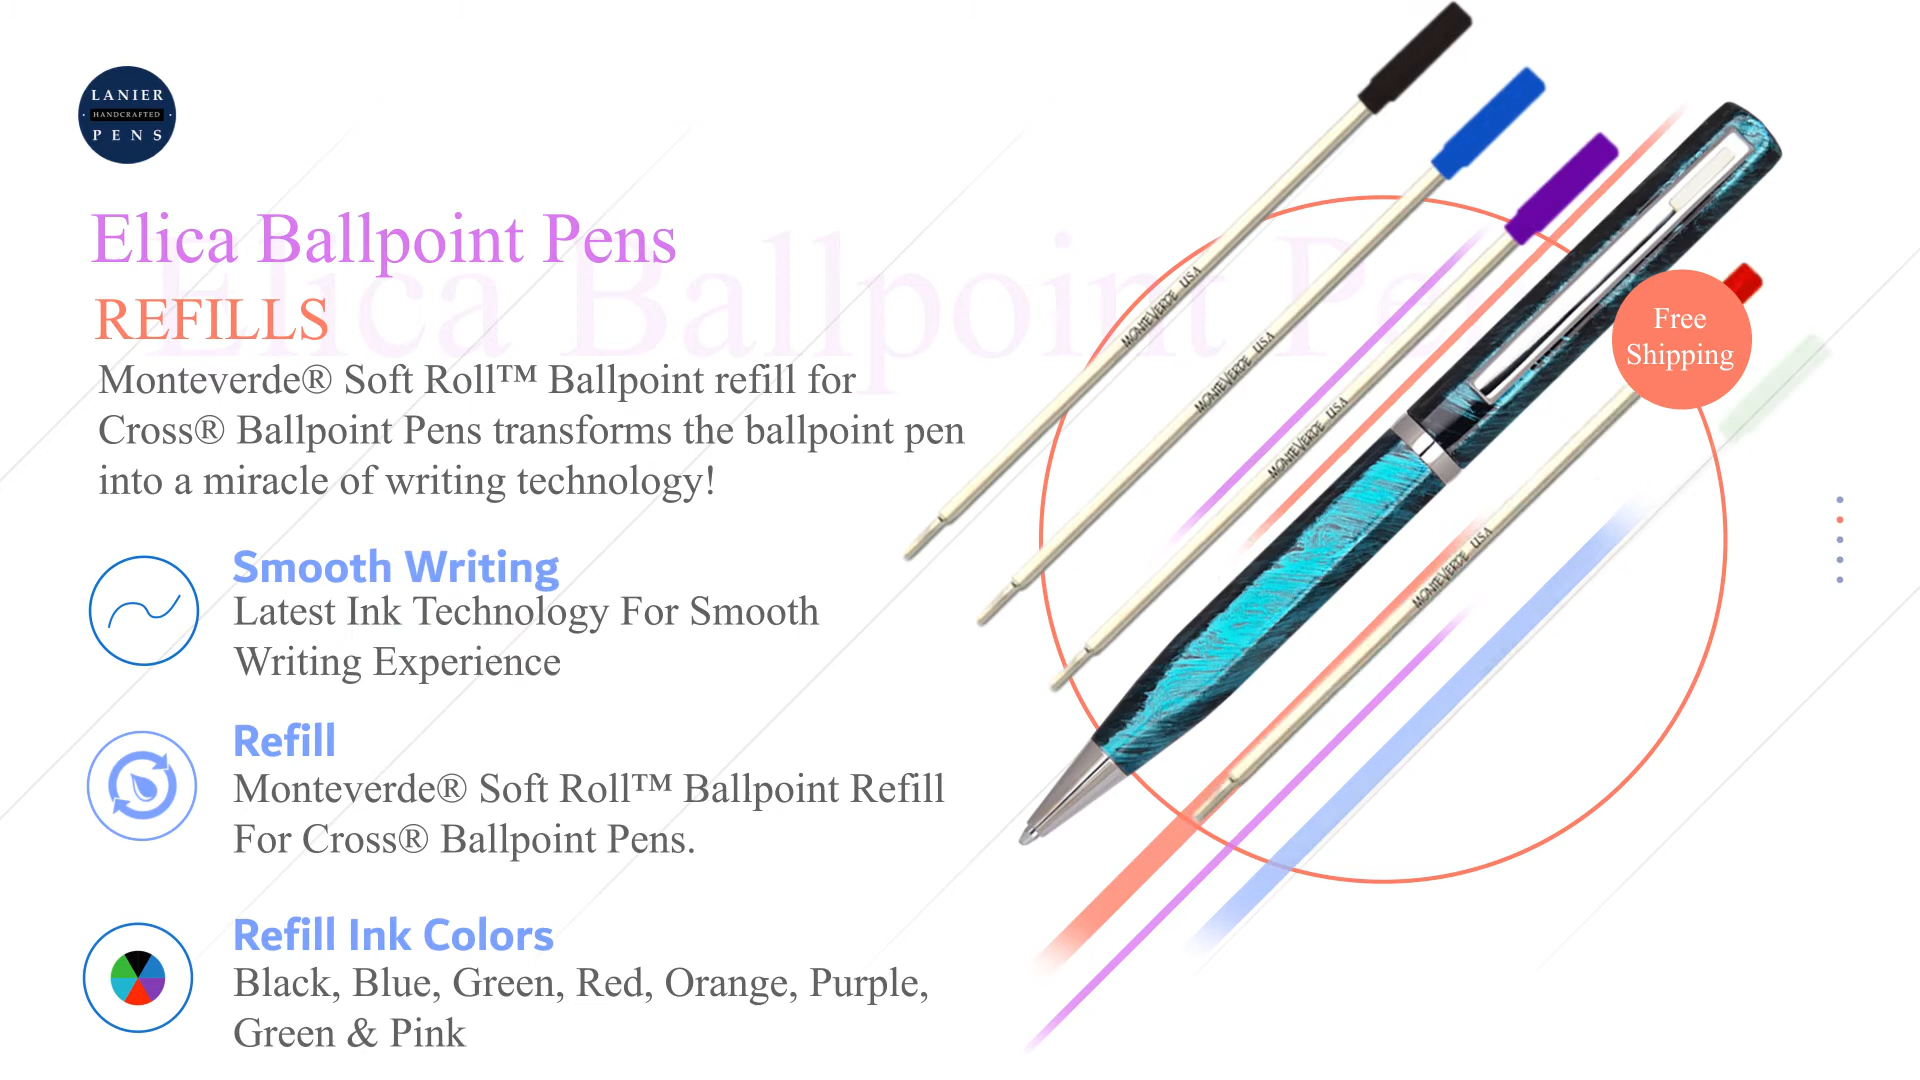 LANIER
HANDCRAFTED
PENS
Elica Ballpoint Pens
Elica Ballpoint Pe
REFILLS
Monteverde® Soft Roll™ Ballpoint refill for
Cross® Ballpoint Pens transforms the ballpoint pen
into a miracle of writing technology!
Smooth Writing
Latest Ink Technology For Smooth
Writing Experience
Refill
Monteverde® Soft Roll™ Ballpoint Refill
For Cross® Ballpoint Pens.
Refill Ink Colors
Black, Blue, Green, Red, Orange, Purple,
Green & Pink
MONTEVERDE USA
MONTEVERDE USA
MONTEVERDE USA
MONTEVERDE USA
Free
Shipping